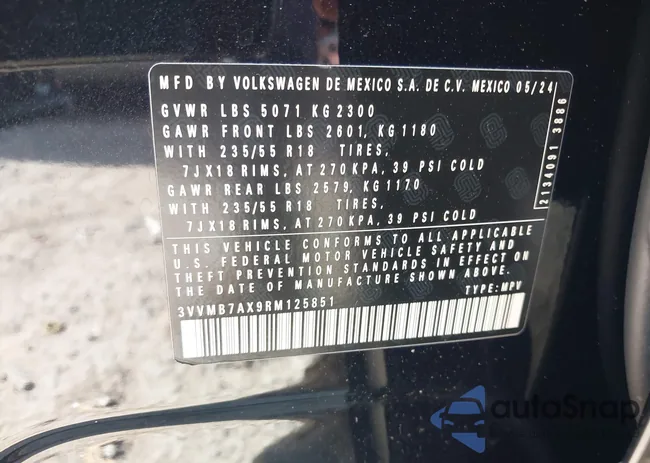 MFD BY VOLKSWAGEN DE MEXICO S.A. DE C.V. MEXICO 05/24
GVWR LBS 5071 KG 2300
GAWR FRONT LBS 2601, KG 1180
WITH 235/55 R18 TIRES,
7JX18 RIMS, AT 270 KPA, 39 PSI COLD
GAWR REAR LBS 2579, KG 1170
WITH 235/55 R18 TIRES,
7JX18 RIMS, AT 270 KPA, 39 PSI COLD
THIS VEHICLE CONFORMS TO ALL APPLICABLE
U.S. FEDERAL MOTOR VEHICLE SAFETY AND
THEFT PREVENTION STANDARDS IN EFFECT ON
THE DATE OF MANUFACTURE SHOWN ABOVE.
3VVMB7AX9RM125851 TYPE: MPV
2134091 3886
autoSnap